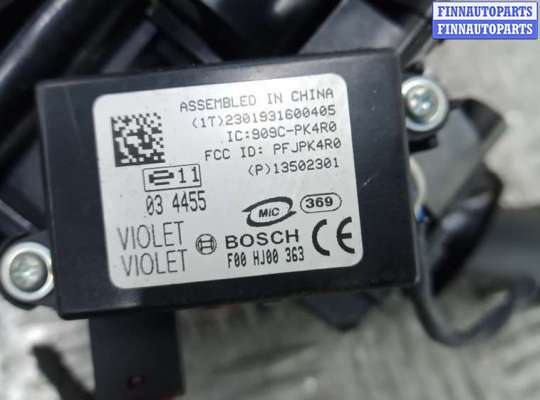 FINNAUTOPARTS
FINNAUTOPARTS
ASSEMBLED IN CHINA
(1T)2301931600405
IC:909C-PK4R0
FCC ID: PFJPK4R0
(P)13502301
e11
03 4455
MiC 369
VIOLET
VIOLET
BOSCH CE
F00 HJ00 363